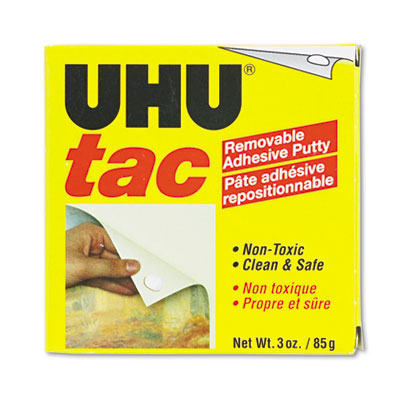 UHU®
tac
Removable
Adhesive Putty
Pâte adhésive
repositionnable
• Non-Toxic
• Clean & Safe
• Non toxique
• Propre et sûre
Net Wt. 3 oz. / 85 g